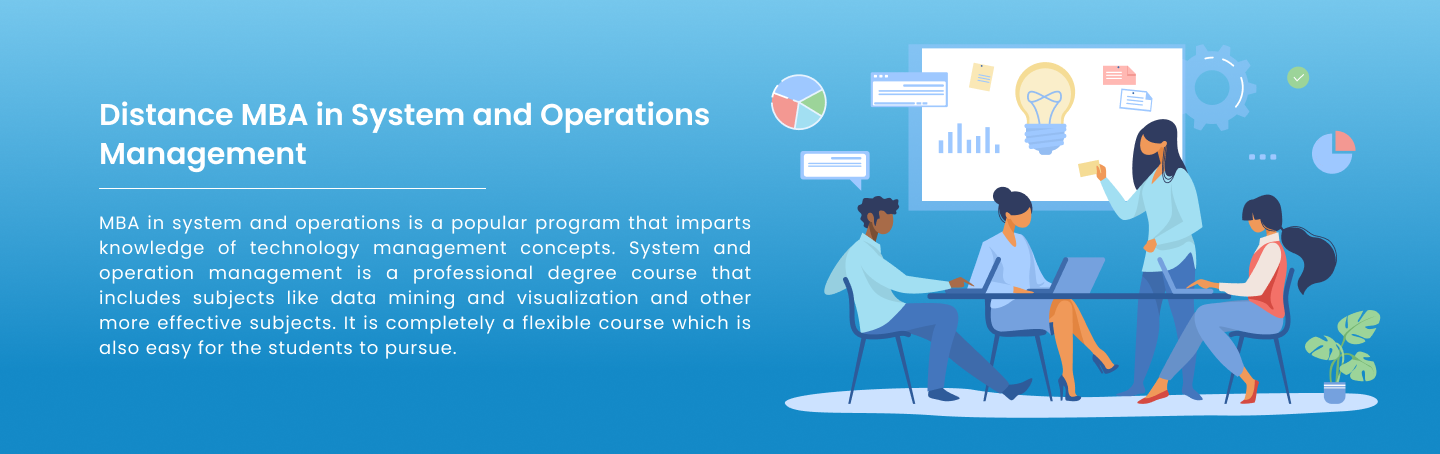 Distance MBA in System and Operations
Management
MBA in system and operations is a popular program that imparts
knowledge of technology management concepts. System and
operation management is a professional degree course that
includes subjects like data mining and visualization and other
more effective subjects. It is completely a flexible course which is
also easy for the students to pursue.